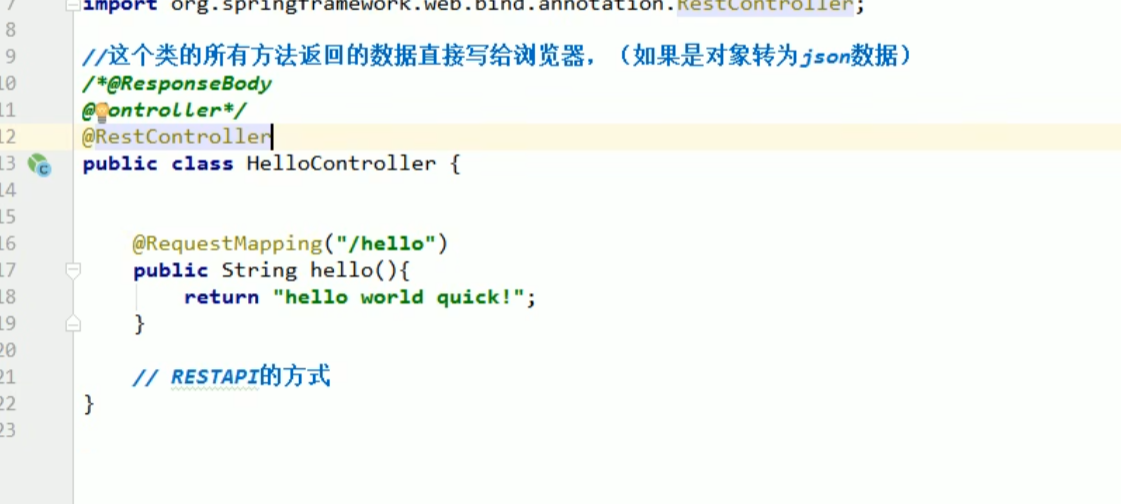 7 import org.springframework.web.bind.annotation.RestController;
8
9 //这个类的所有方法返回的数据直接写给浏览器，（如果是对象转为json数据）
10 /*@ResponseBody
11 @ontroller*/
12 @RestController
13 public class HelloController {
14
15
16 @RequestMapping("/hello")
17 public String hello(){
18 return "hello world quick!";
19 }
20
21 // RESTAPI的方式
22 }
23